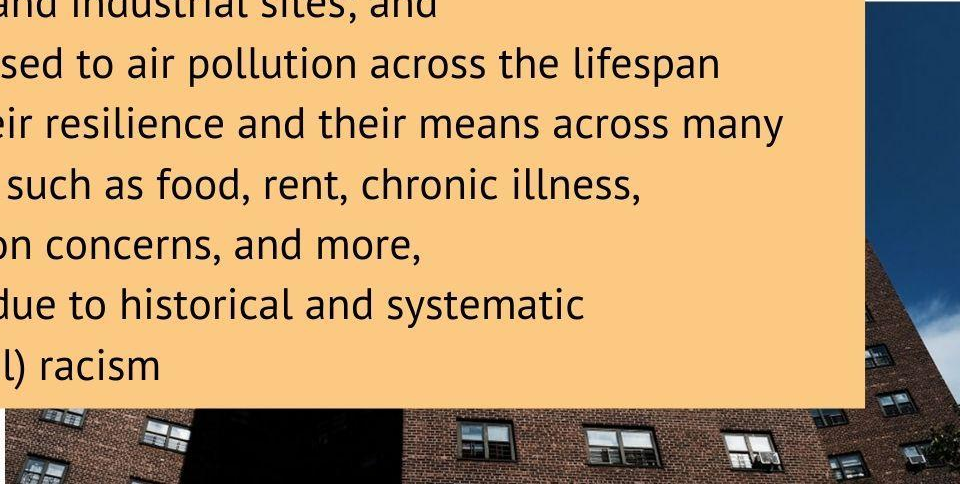 and industrial sites, and
sed to air pollution across the lifespan
eir resilience and their means across many
such as food, rent, chronic illness,
on concerns, and more,
due to historical and systematic
l) racism